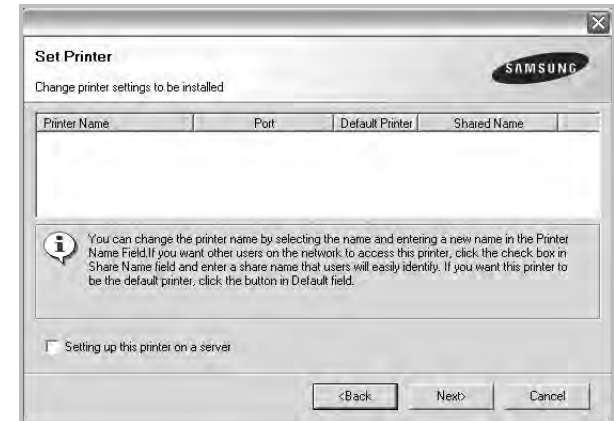 Set Printer
SAMSUNG
Change printer settings to be installed
Printer Name Port Default Printer Shared Name
You can change the printer name by selecting the name and entering a new name in the Printer
Name Field.If you want other users on the network to access this printer, click the check box in
Share Name field and enter a share name that users will easily identify. If you want this printer to
be the default printer, click the button in Default field.
Setting up this printer on a server
<Back Next> Cancel